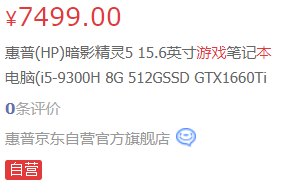 ¥7499.00
惠普(HP)暗影精灵5 15.6英寸游戏笔记本
电脑(i5-9300H 8G 512GSSD GTX1660Ti
0条评价
惠普京东自营官方旗舰店
自营